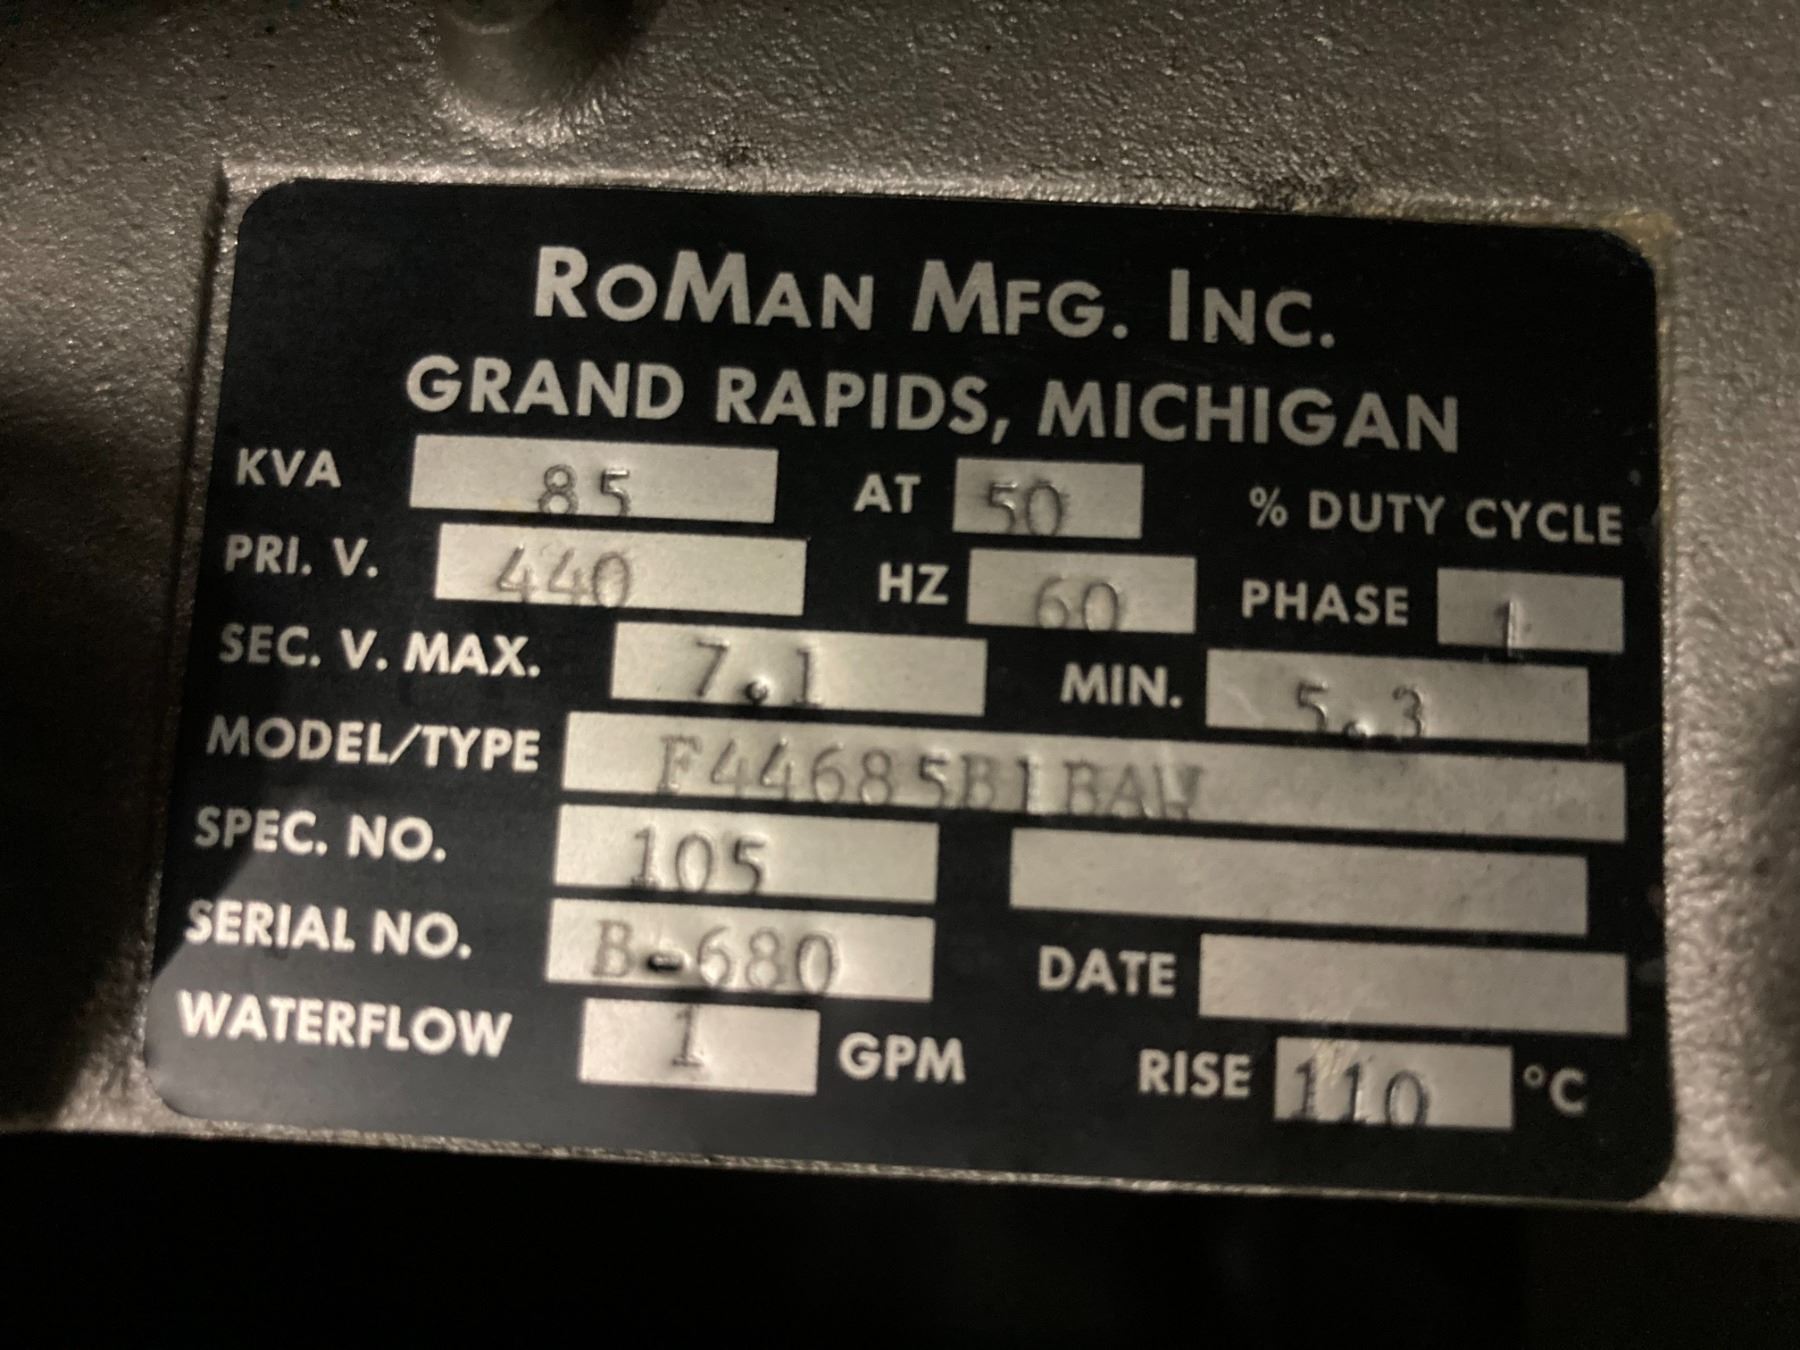 RoMan Mfg. Inc.
GRAND RAPIDS, MICHIGAN
KVA 85 AT 50 % DUTY CYCLE
PRI. V. 440 HZ 60 PHASE 1
SEC. V. MAX. 7.1 MIN. 5.3
MODEL/TYPE F44685B1BAW
SPEC. NO. 105
SERIAL NO. B-680 DATE
WATERFLOW 1 GPM RISE 110 °C